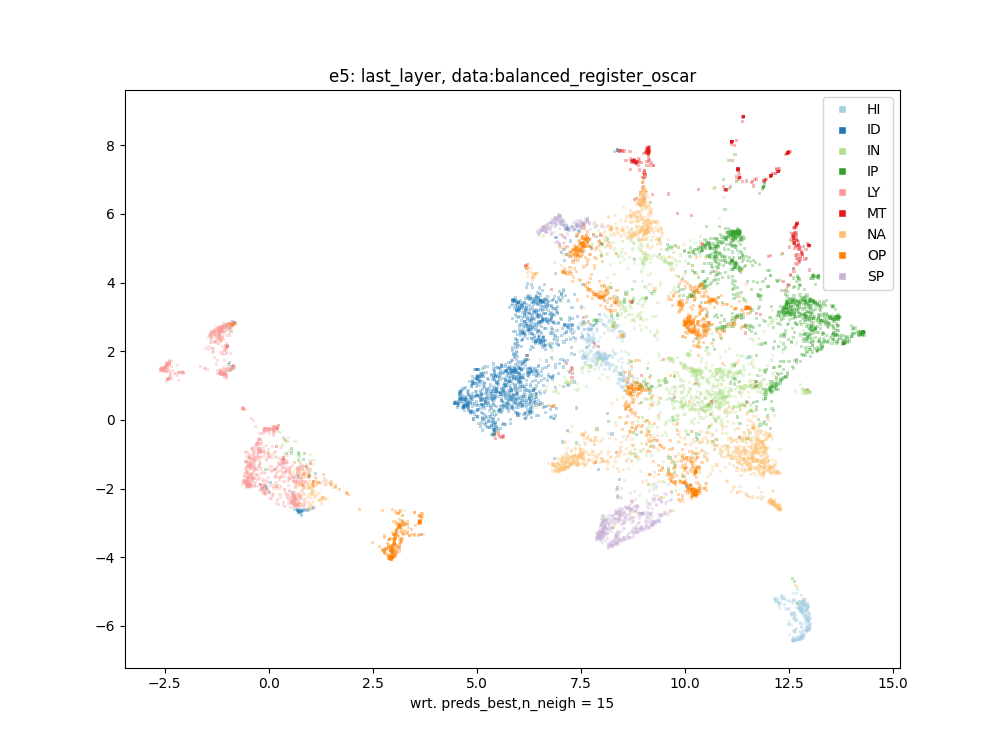 e5: last_layer, data:balanced_register_oscar
HI
ID
IN
IP
LY
MT
NA
OP
SP
8
6
4
2
0
−2
−4
−6
−2.5 0.0 2.5 5.0 7.5 10.0 12.5 15.0
wrt. preds_best,n_neigh = 15